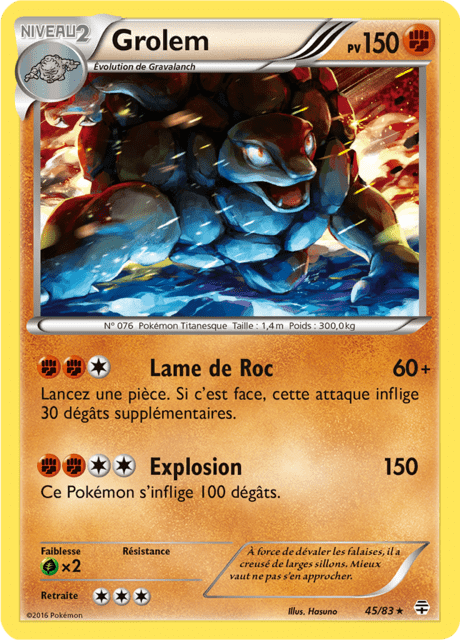 NIVEAU 2
Grolem
PV 150
Évolution de Gravalanch
N° 076 Pokémon Titanesque Taille : 1,4m Poids : 300,0kg
Lame de Roc 60+
Lancez une pièce. Si c'est face, cette attaque inflige
30 dégâts supplémentaires.
Explosion 150
Ce Pokémon s'inflige 100 dégâts.
Faiblesse Résistance
×2
À force de dévaler les falaises, il a
creusé de larges sillons. Mieux
vaut ne pas s'en approcher.
Retraite
©2016 Pokémon Illus. Hasuno 45/83 ★